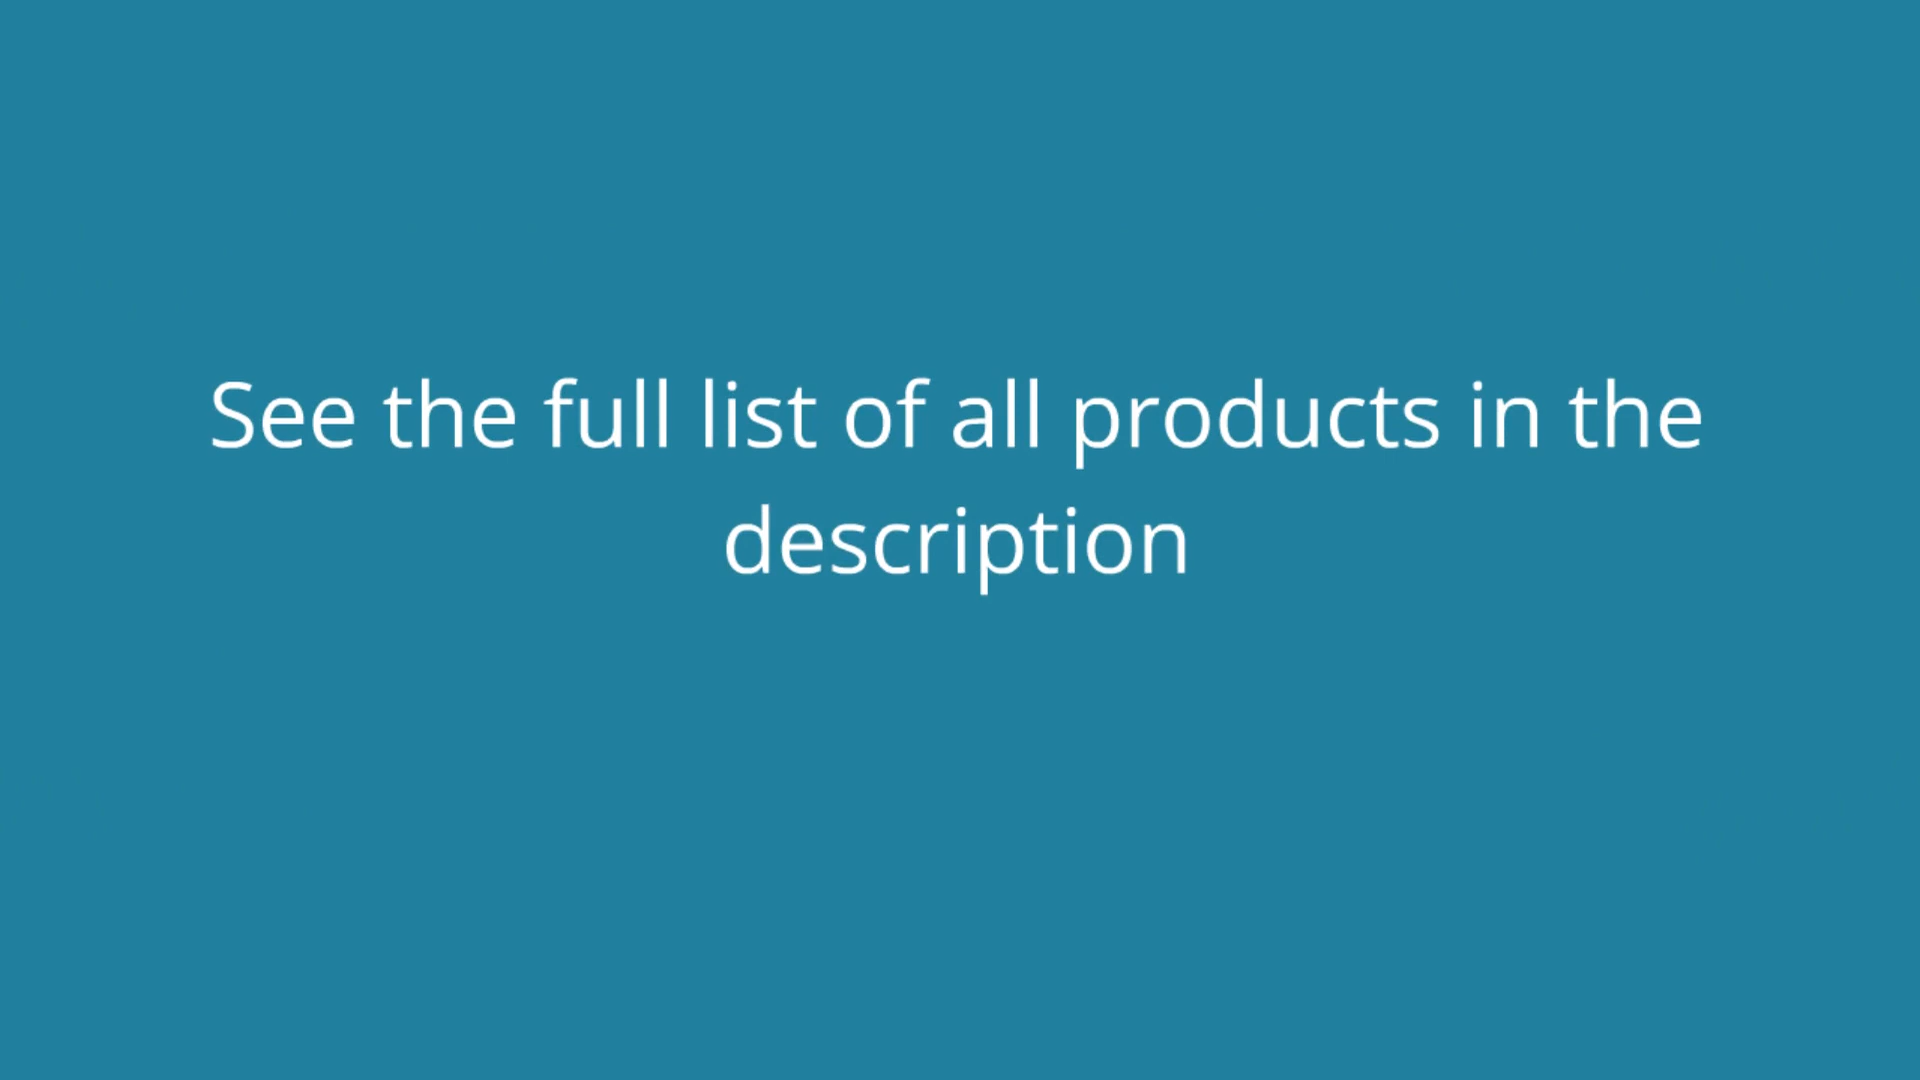 See the full list of all products in the
description